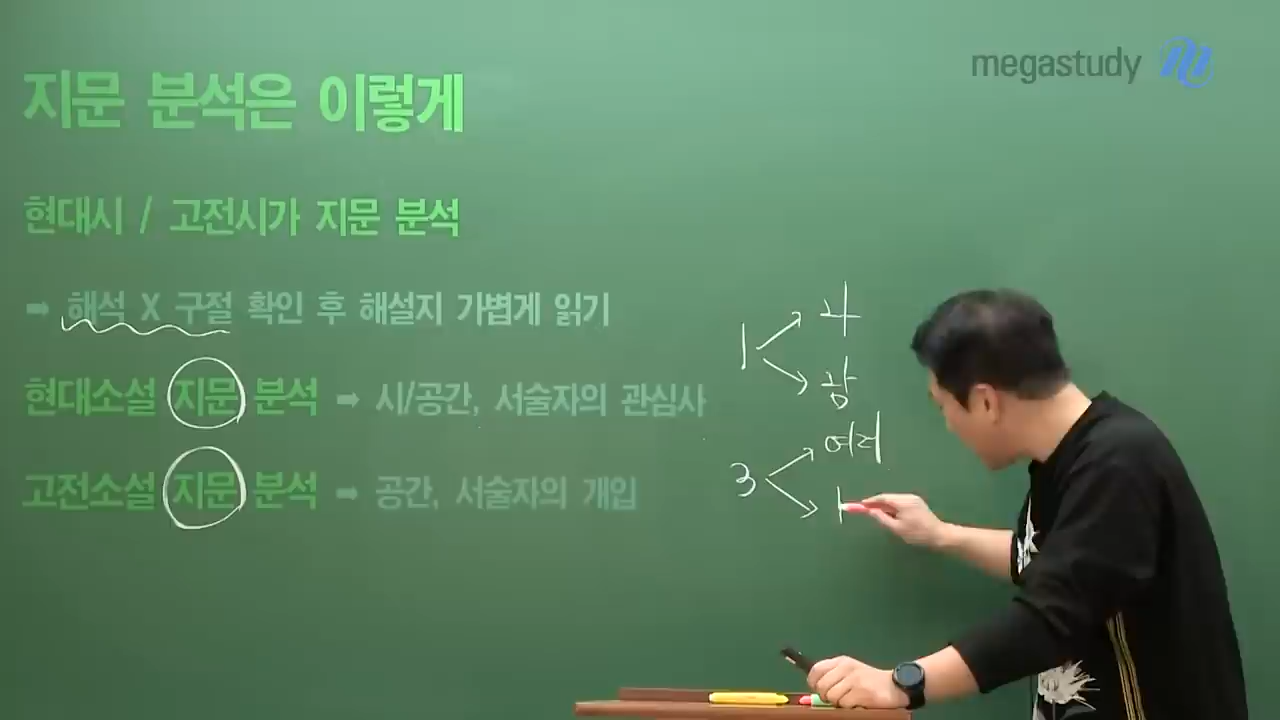 megastudy
지문 분석은 이렇게
현대시 / 고전시가 지문 분석
➡ 해석 X 구절 확인 후 해설지 가볍게 읽기
현대소설 지문 분석 ➡ 시/공간, 서술자의 관심사
고전소설 지문 분석 ➡ 공간, 서술자의 개입
1
3